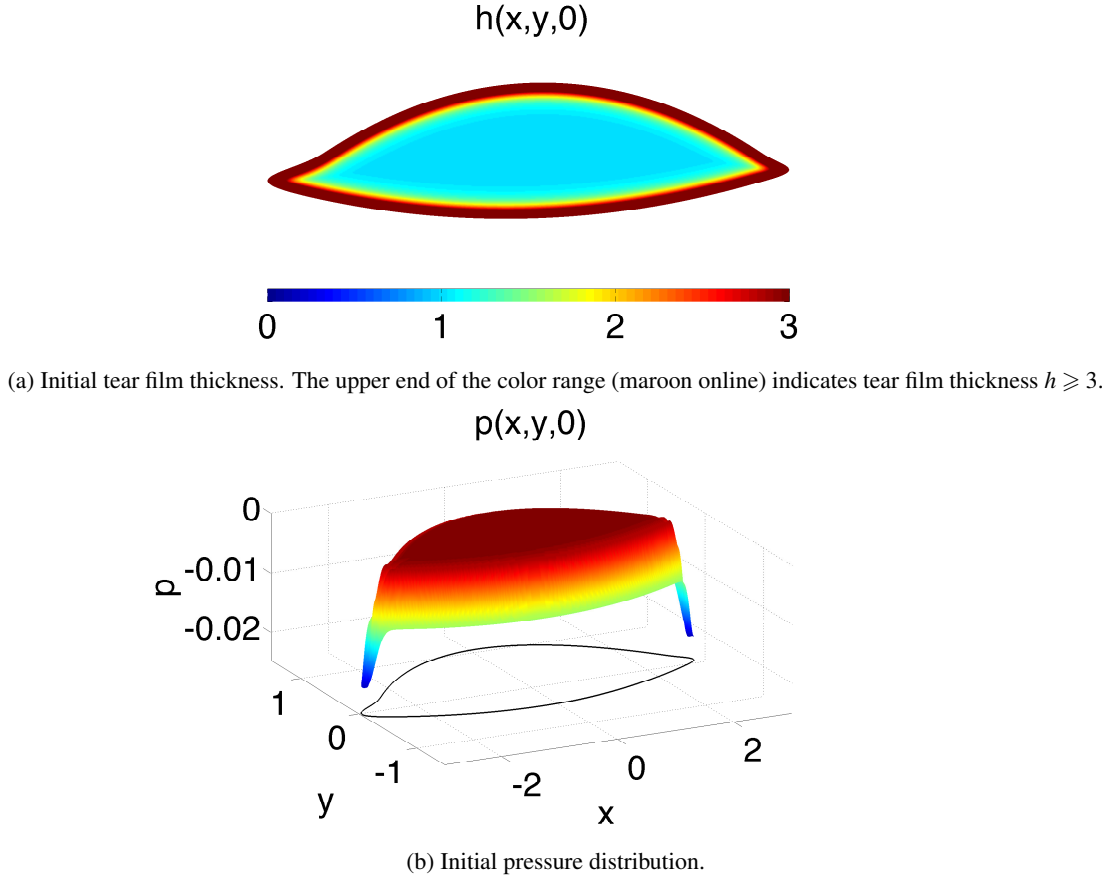 h(x,y,0)
0 1 2 3
(a) Initial tear film thickness. The upper end of the color range (maroon online) indicates tear film thickness h ⩾ 3.
p(x,y,0)
0
-0.01
p
-0.02
1
0
-1
y
-2
0
2
x
(b) Initial pressure distribution.